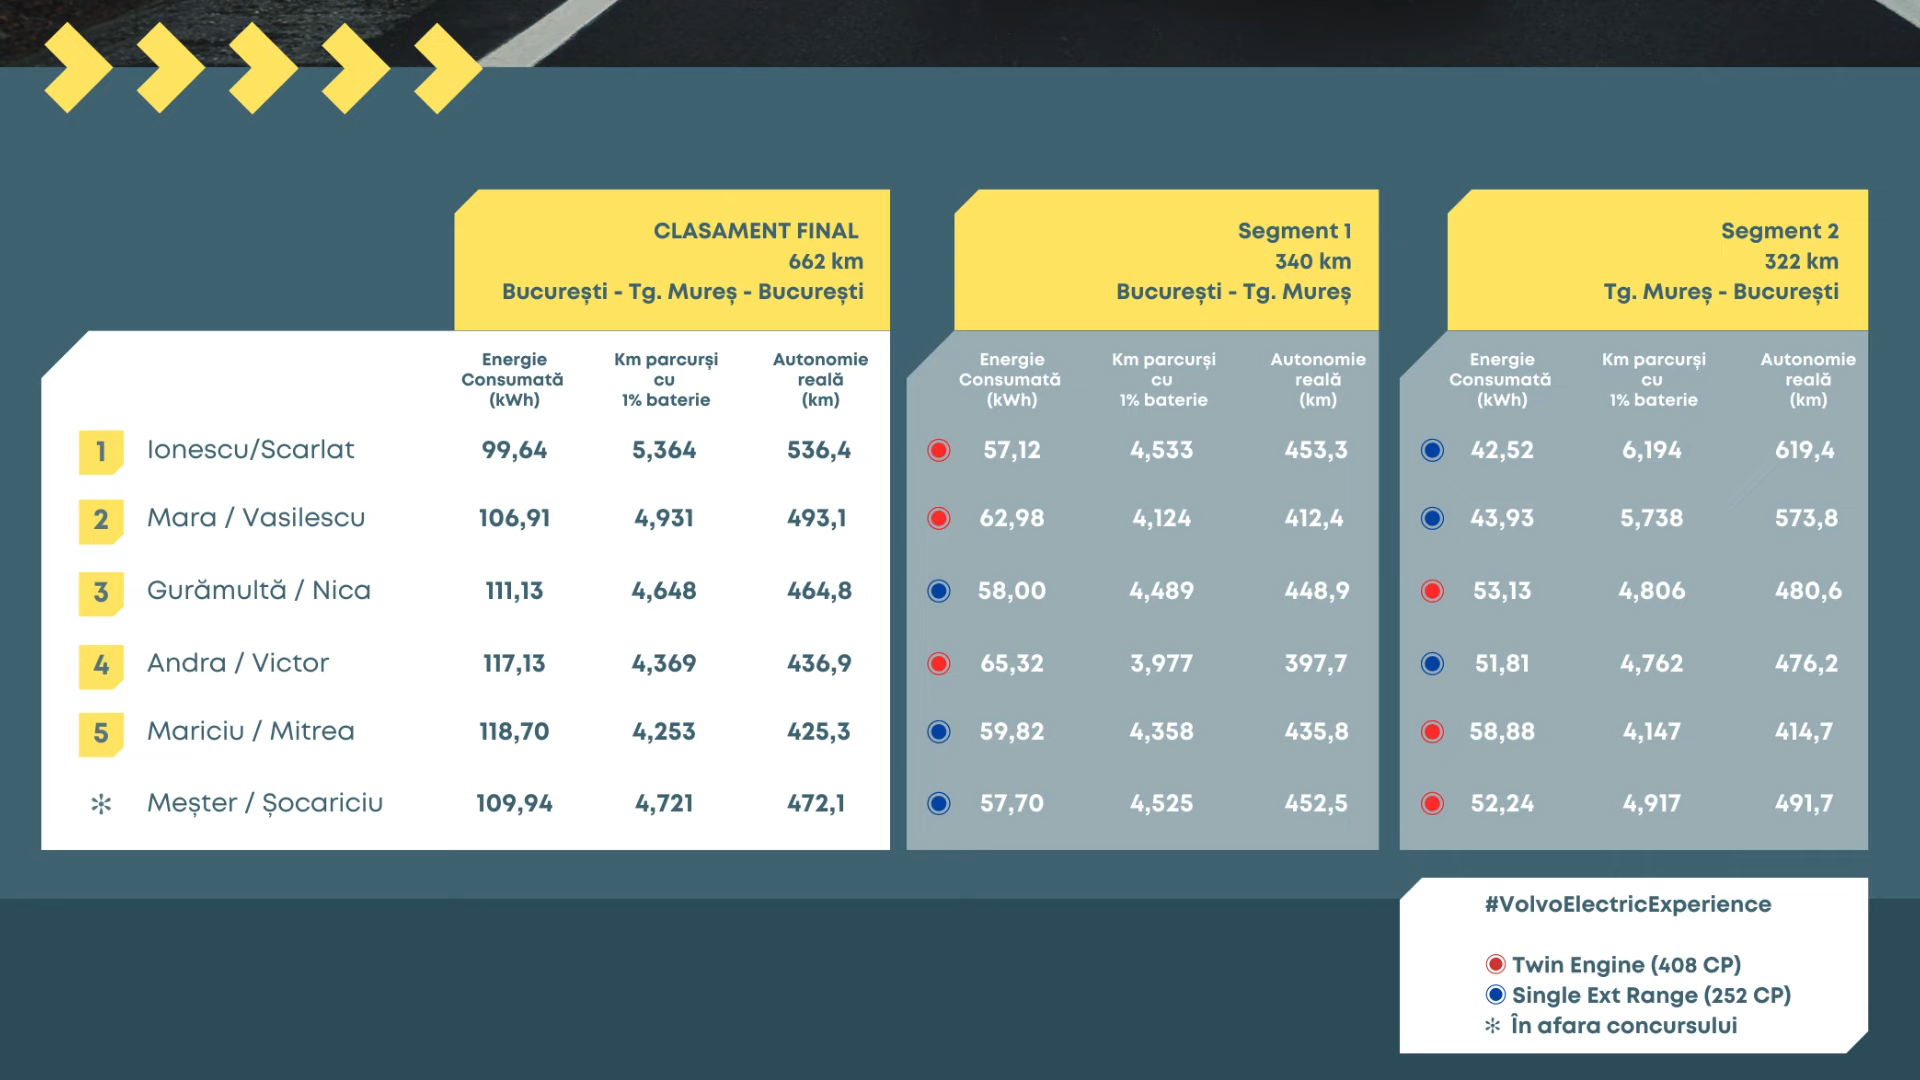 CLASAMENT FINAL
662 km
București - Tg. Mureș - București
Segment 1
340 km
București - Tg. Mureș
Segment 2
322 km
Tg. Mureș - București
Energie Consumată (kWh) Km parcurși cu 1% baterie Autonomie reală (km) Energie Consumată (kWh) Km parcurși cu 1% baterie Autonomie reală (km) Energie Consumată (kWh) Km parcurși cu 1% baterie Autonomie reală (km)
1 Ionescu/Scarlat 99,64 5,364 536,4 57,12 4,533 453,3 42,52 6,194 619,4
2 Mara / Vasilescu 106,91 4,931 493,1 62,98 4,124 412,4 43,93 5,738 573,8
3 Gurămultă / Nica 111,13 4,648 464,8 58,00 4,489 448,9 53,13 4,806 480,6
4 Andra / Victor 117,13 4,369 436,9 65,32 3,977 397,7 51,81 4,762 476,2
5 Mariciu / Mitrea 118,70 4,253 425,3 59,82 4,358 435,8 58,88 4,147 414,7
* Meșter / Șocariciu 109,94 4,721 472,1 57,70 4,525 452,5 52,24 4,917 491,7
#VolvoElectricExperience
Twin Engine (408 CP)
Single Ext Range (252 CP)
* În afara concursului